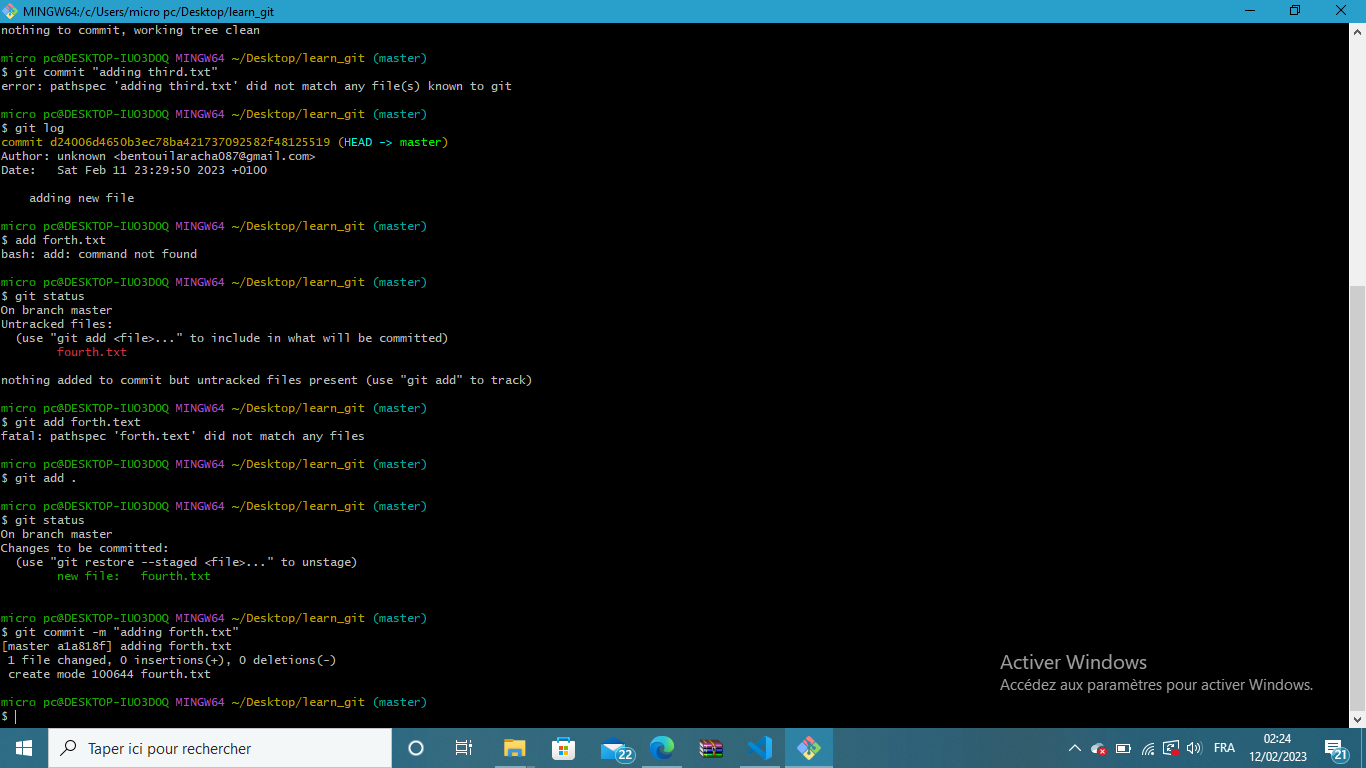 MINGW64:/c/Users/micro pc/Desktop/learn_git
nothing to commit, working tree clean
micro pc@DESKTOP-IUO3DOQ MINGW64 ~/Desktop/learn_git (master)
$ git commit "adding third.txt"
error: pathspec 'adding third.txt' did not match any file(s) known to git
micro pc@DESKTOP-IUO3DOQ MINGW64 ~/Desktop/learn_git (master)
$ git log
commit d24006d4650b3ec78ba421737092582f48125519 (HEAD -> master)
Author: unknown <bentouilaracha087@gmail.com>
Date:   Sat Feb 11 23:29:50 2023 +0100
    adding new file
micro pc@DESKTOP-IUO3DOQ MINGW64 ~/Desktop/learn_git (master)
$ add forth.txt
bash: add: command not found
micro pc@DESKTOP-IUO3DOQ MINGW64 ~/Desktop/learn_git (master)
$ git status
On branch master
Untracked files:
  (use "git add <file>..." to include in what will be committed)
        fourth.txt
nothing added to commit but untracked files present (use "git add" to track)
micro pc@DESKTOP-IUO3DOQ MINGW64 ~/Desktop/learn_git (master)
$ git add forth.text
fatal: pathspec 'forth.text' did not match any files
micro pc@DESKTOP-IUO3DOQ MINGW64 ~/Desktop/learn_git (master)
$ git add .
micro pc@DESKTOP-IUO3DOQ MINGW64 ~/Desktop/learn_git (master)
$ git status
On branch master
Changes to be committed:
  (use "git restore --staged <file>..." to unstage)
        new file:   fourth.txt
micro pc@DESKTOP-IUO3DOQ MINGW64 ~/Desktop/learn_git (master)
$ git commit -m "adding forth.txt"
[master a1a818f] adding forth.txt
 1 file changed, 0 insertions(+), 0 deletions(-)
 create mode 100644 fourth.txt
micro pc@DESKTOP-IUO3DOQ MINGW64 ~/Desktop/learn_git (master)
$
Activer Windows
Accédez aux paramètres pour activer Windows.
Taper ici pour rechercher
22
FRA
02:24
12/02/2023
21